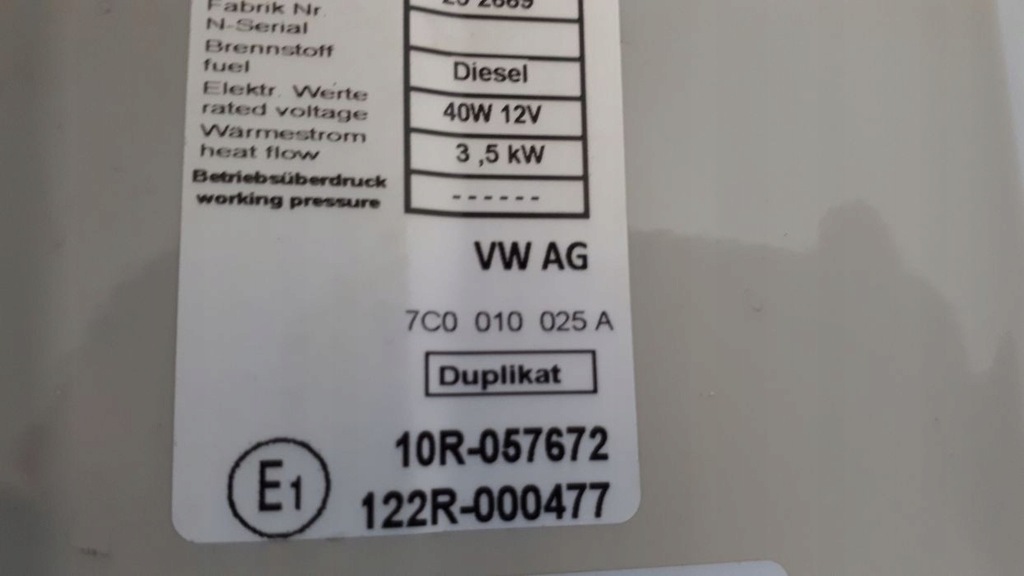 Fabrik Nr.
N-Serial
Brennstoff
fuel
Diesel
Elektr. Werte
rated voltage
40W 12V
Wärmestrom
heat flow
3 ,5 kW
Betriebsüberdruck
working pressure
------
VW AG
7C0 010 025 A
Duplikat
E1
10R-057672
122R-000477